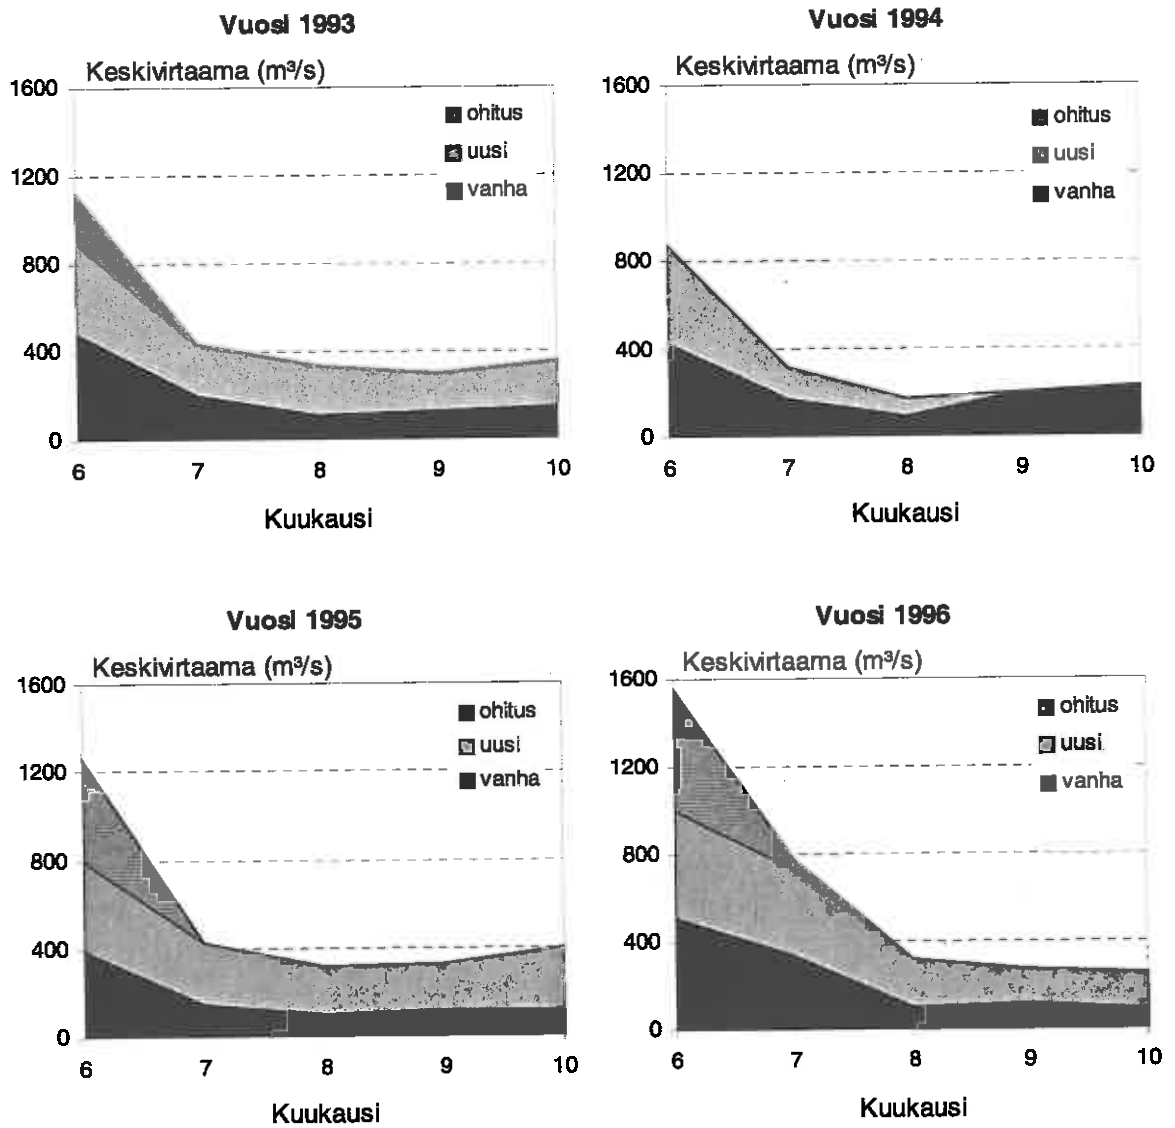 Vuosi 1993
Keskivirtaama (m³/s)
1600
1200
800
400
0
ohitus
uusi
vanha
6 7 8 9 10
Kuukausi
Vuosi 1994
Keskivirtaama (m³/s)
1600
1200
800
400
0
ohitus
uusi
vanha
6 7 8 9 10
Kuukausi
Vuosi 1995
Keskivirtaama (m³/s)
1600
1200
800
400
0
ohitus
uusi
vanha
6 7 8 9 10
Kuukausi
Vuosi 1996
Keskivirtaama (m³/s)
1600
1200
800
400
0
ohitus
uusi
vanha
6 7 8 9 10
Kuukausi